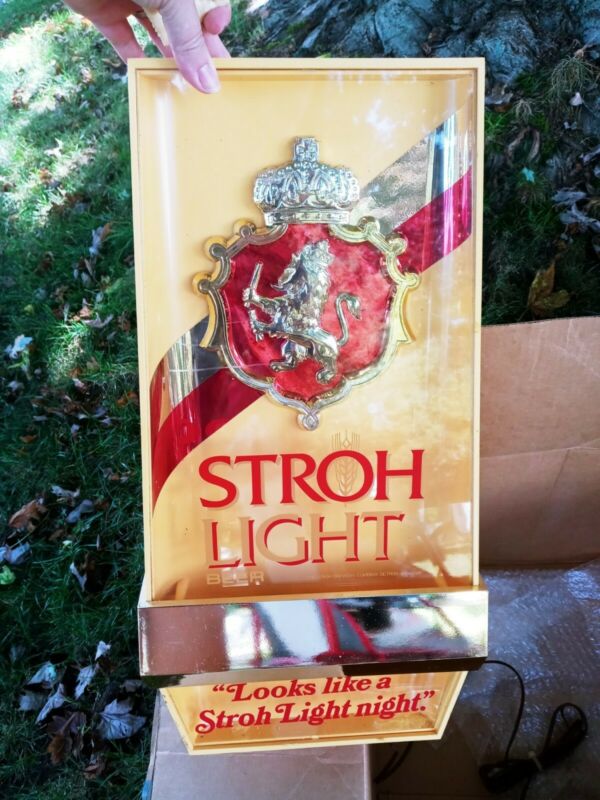 STROH
LIGHT
BEER
"Looks like a
Stroh Light night."